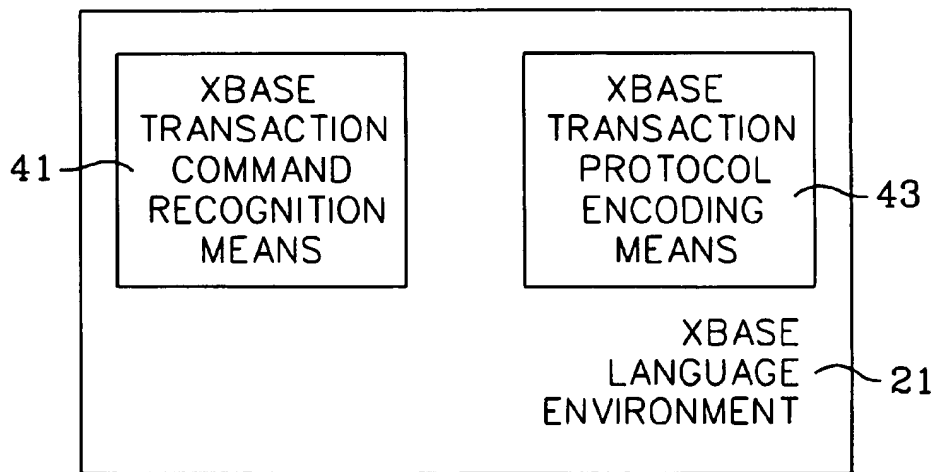 XBASE
TRANSACTION
COMMAND
RECOGNITION
MEANS
41
XBASE
TRANSACTION
PROTOCOL
ENCODING
MEANS
43
XBASE
LANGUAGE
ENVIRONMENT
21